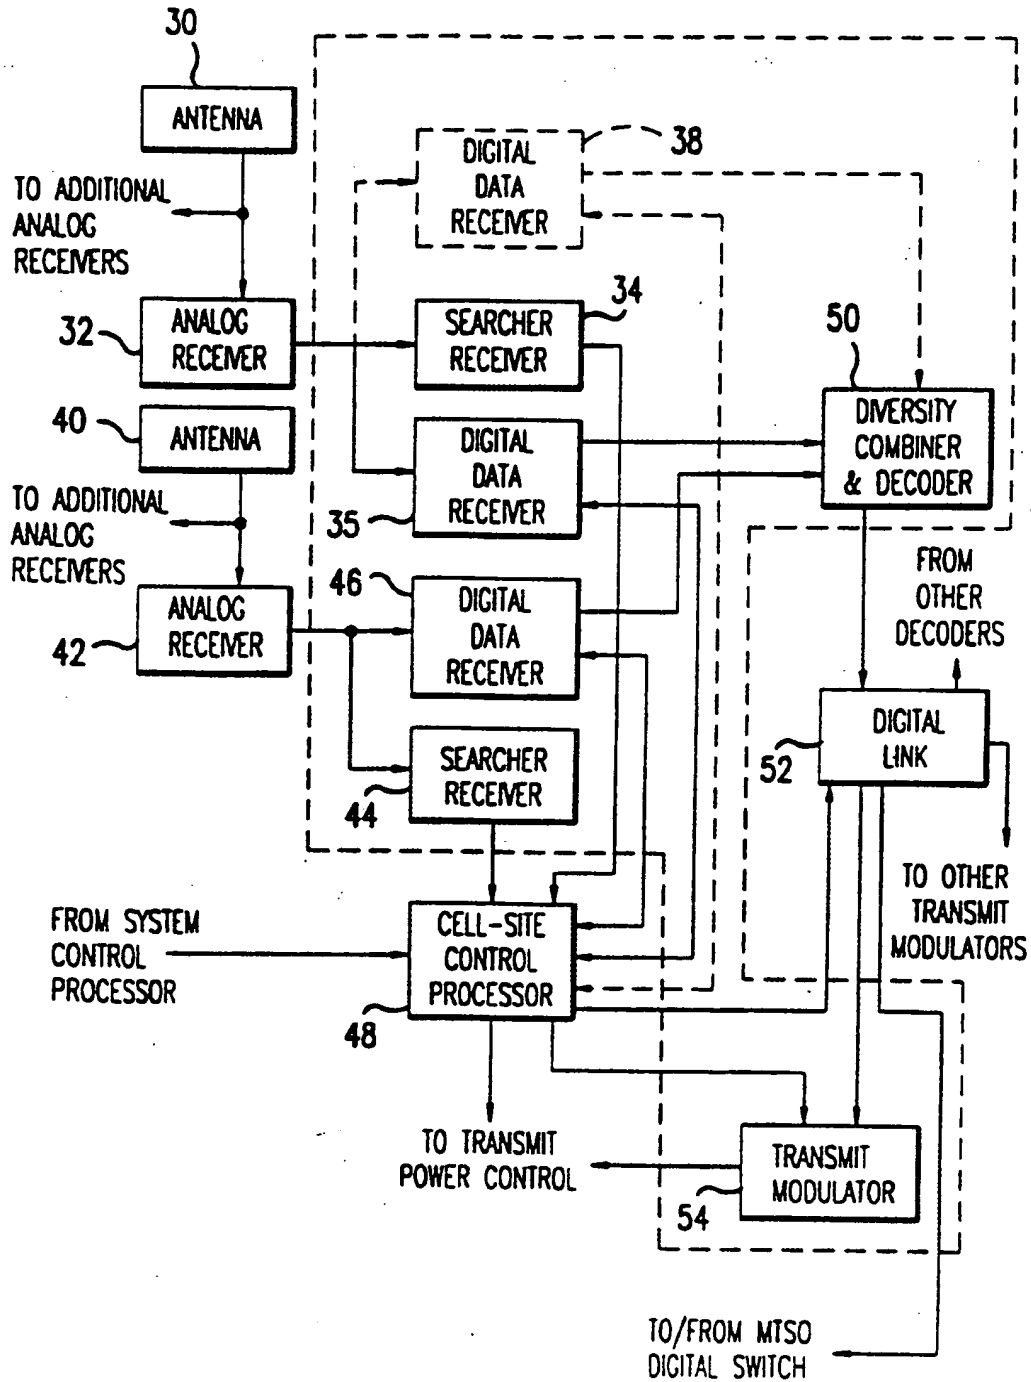 30
ANTENNA
TO ADDITIONAL
ANALOG
RECEIVERS
38
DIGITAL
DATA
RECEIVER
32
ANALOG
RECEIVER
34
SEARCHER
RECEIVER
50
DIVERSITY
COMBINER
& DECODER
40
ANTENNA
TO ADDITIONAL
ANALOG
RECEIVERS
DIGITAL
DATA
RECEIVER
35
46
DIGITAL
DATA
RECEIVER
FROM
OTHER
DECODERS
ANALOG
RECEIVER
42
DIGITAL
LINK
52
SEARCHER
RECEIVER
44
TO OTHER
TRANSMIT
MODULATORS
FROM SYSTEM
CONTROL
PROCESSOR
CELL-SITE
CONTROL
PROCESSOR
48
TO TRANSMIT
POWER CONTROL
TRANSMIT
MODULATOR
54
TO/FROM MTSO
DIGITAL SWITCH